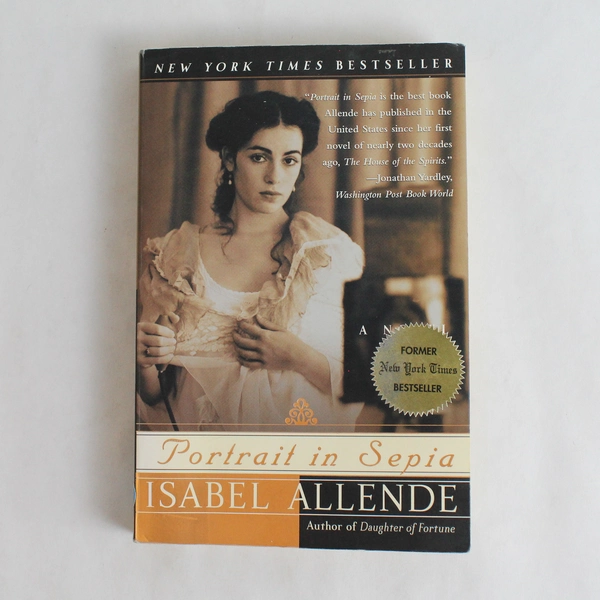 NEW YORK TIMES BESTSELLER
"Portrait in Sepia is the best book
Allende has published in the
United States since her first
novel of nearly two decades
ago, The House of the Spirits."
—Jonathan Yardley,
Washington Post Book World
A
FORMER
New York Times
BESTSELLER
Portrait in Sepia
ISABEL ALLENDE
Author of Daughter of Fortune